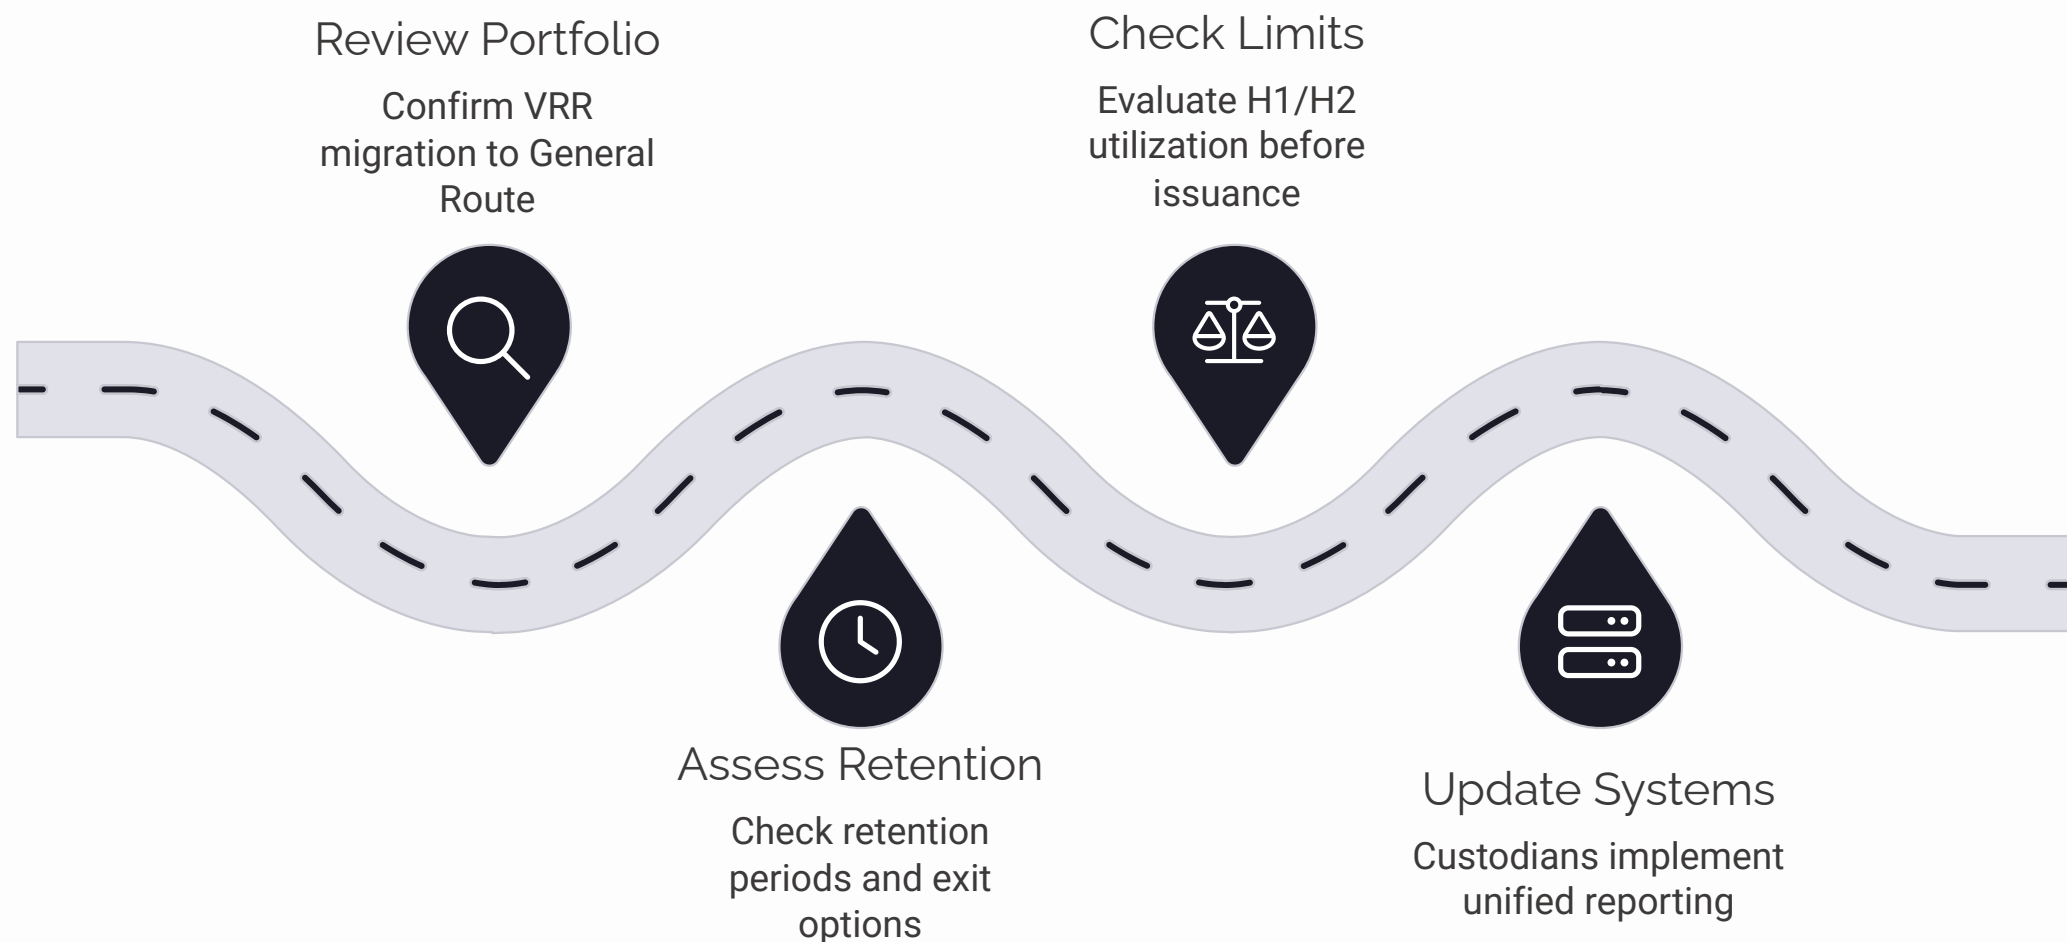 Review Portfolio
Confirm VRR
migration to General
Route
Assess Retention
Check retention
periods and exit
options
Check Limits
Evaluate H1/H2
utilization before
issuance
Update Systems
Custodians implement
unified reporting